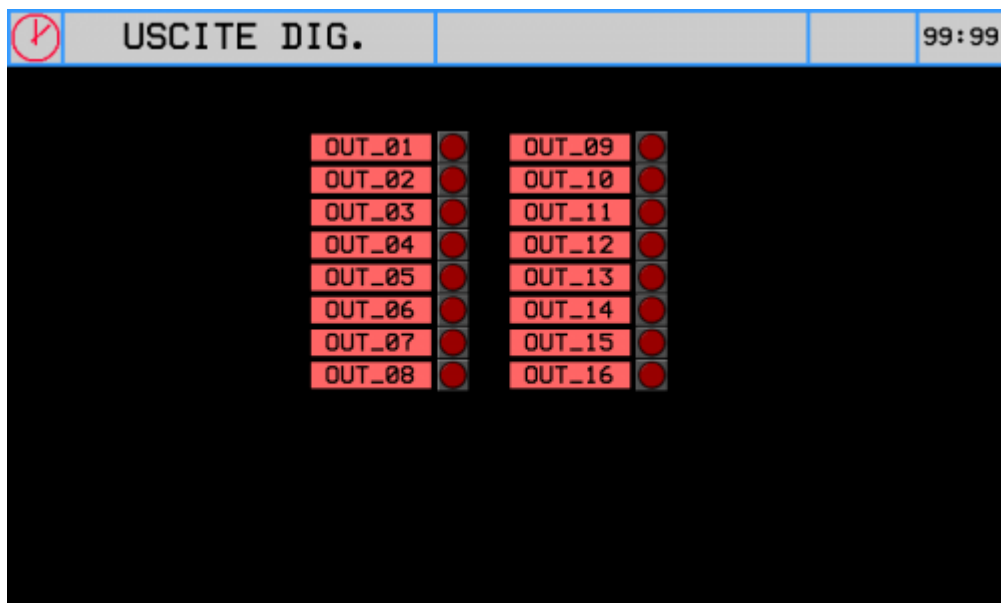 USCITE DIG.
99:99
OUT_01 OUT_09
OUT_02 OUT_10
OUT_03 OUT_11
OUT_04 OUT_12
OUT_05 OUT_13
OUT_06 OUT_14
OUT_07 OUT_15
OUT_08 OUT_16